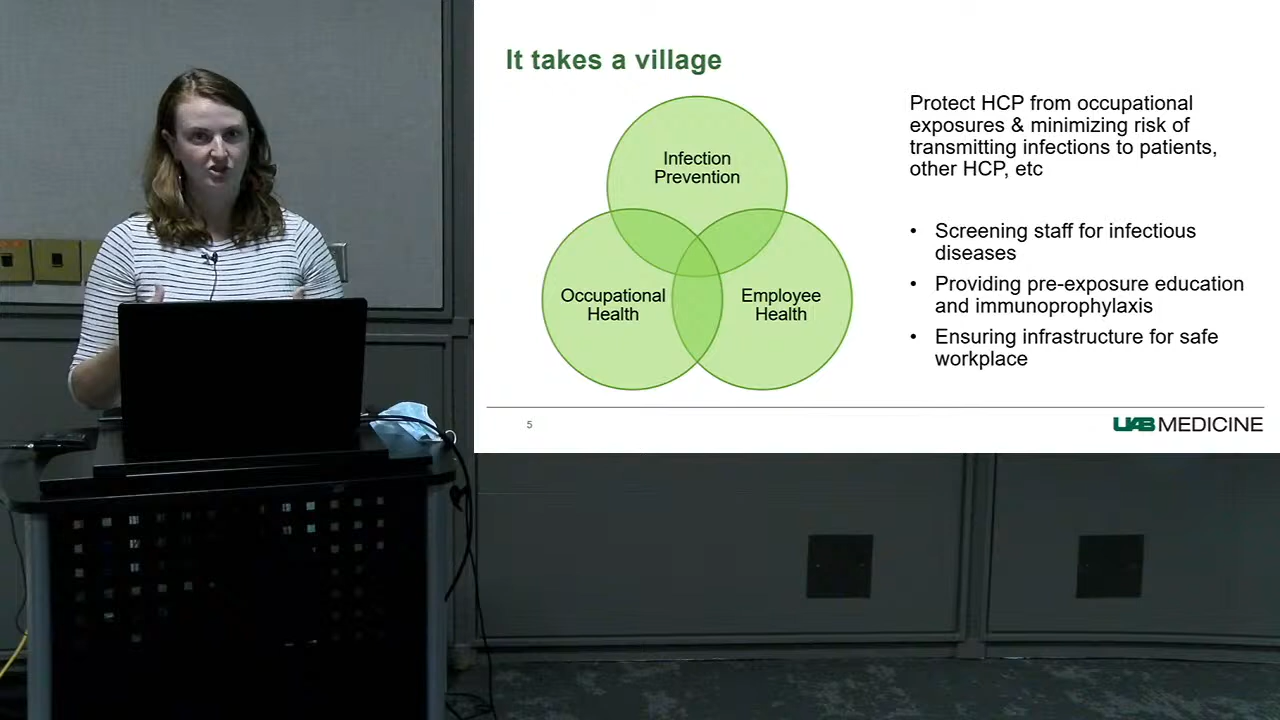 It takes a village
Infection
Prevention
Occupational
Health
Employee
Health
Protect HCP from occupational
exposures & minimizing risk of
transmitting infections to patients,
other HCP, etc
• Screening staff for infectious
diseases
• Providing pre-exposure education
and immunoprophylaxis
• Ensuring infrastructure for safe
workplace
5
UAB MEDICINE